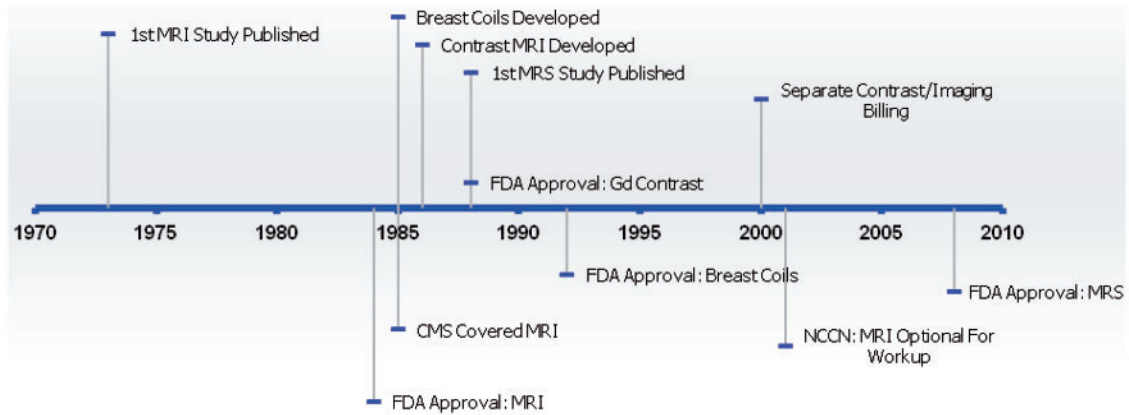 Breast Coils Developed
1st MRI Study Published
Contrast MRI Developed
1st MRS Study Published
Separate Contrast/Imaging
Billing
FDA Approval: Gd Contrast
1970 1975 1980 1985 1990 1995 2000 2005 2010
FDA Approval: Breast Coils
FDA Approval: MRS
CMS Covered MRI
NCCN: MRI Optional For
Workup
FDA Approval: MRI